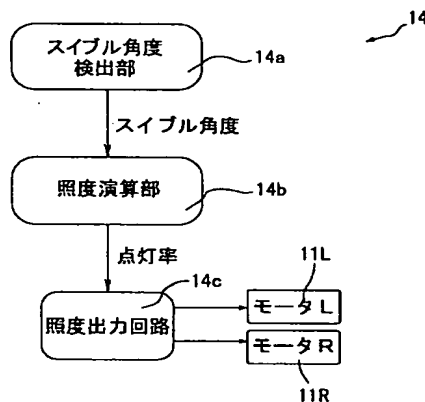 14
スイブル角度
検出部
14a
スイブル角度
照度演算部
14b
点灯率
14c
照度出力回路
11L
モータL
モータR
11R